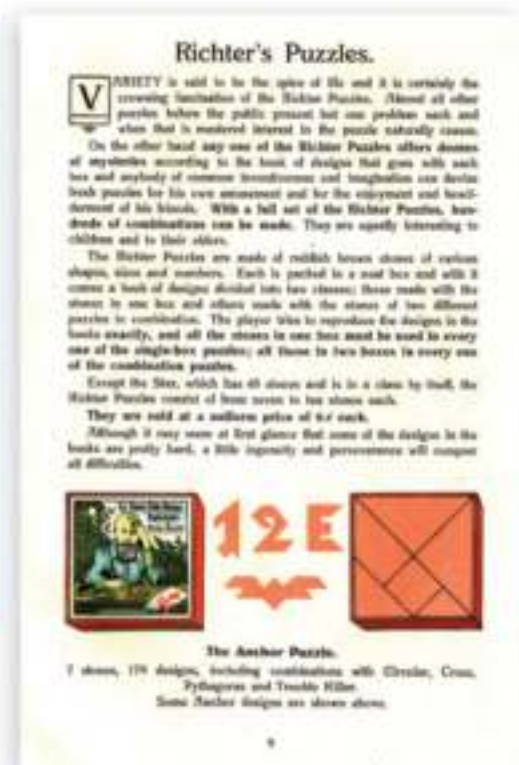 Richter's Puzzles.
VARIETY is said to be the spice of life and it is certainly the
crowning fascination of the Richter Puzzles. Almost all other
puzzles before the public present but one problem each and
when that is mastered interest in the puzzle naturally ceases.
On the other hand any one of the Richter Puzzles offers dozens
of mysteries according to the book of designs that goes with each
box and anybody of common inventiveness and imagination can devise
fresh puzzles for his own amusement and for the enjoyment and bewil-
derment of his friends. With a full set of the Richter Puzzles, hun-
dreds of combinations can be made. They are equally interesting to
children and to their elders.
The Richter Puzzles are made of reddish brown stones of various
shapes, sizes and numbers. Each is packed in a neat box and with it
comes a book of designs divided into two classes; those made with the
stones in one box and others made with the stones of two different
puzzles in combination. The player tries to reproduce the designs in the
books exactly, and all the stones in one box must be used in every
one of the single-box puzzles; all those in two boxes in every one
of the combination puzzles.
Except the Star, which has stones and is in a class by itself, the
Richter Puzzles consist of from seven to ten stones each.
They are sold at a uniform price of each.
Although it may seem at first glance that some of the designs in the
books are pretty hard, a little ingenuity and perseverance will conquer
all difficulties.
12E
The Anchor Puzzle.
7 stones, designs, including combinations with Circular, Cross,
Pythagoras and Trouble Killer.
Some Anchor designs are shown above.